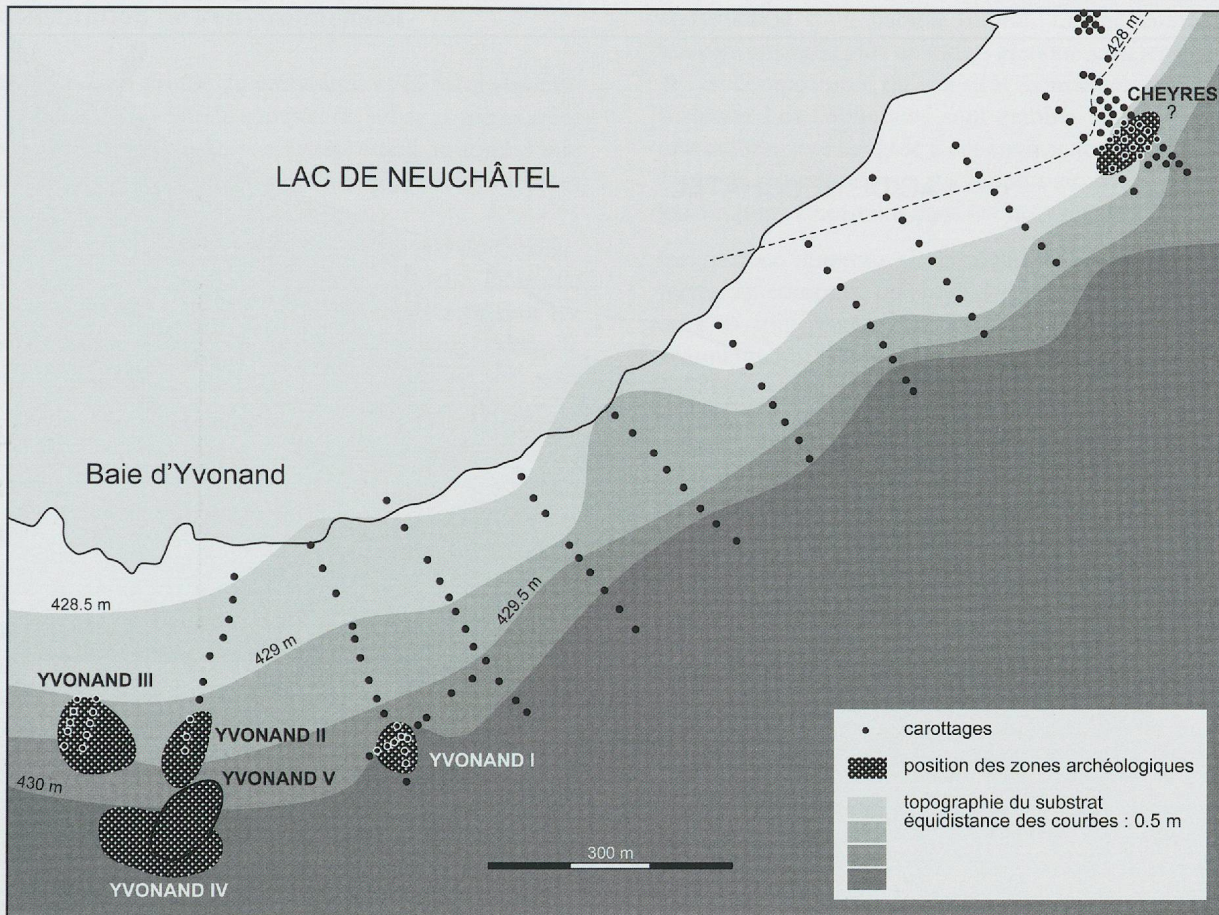 428 m
CHEYRES
?
LAC DE NEUCHÂTEL
Baie d'Yvonand
428.5 m
429 m
429.5 m
YVONAND III
YVONAND II
YVONAND I
YVONAND V
430 m
YVONAND IV
300 m
carottages
position des zones archéologiques
topographie du substrat
équidistance des courbes : 0.5 m